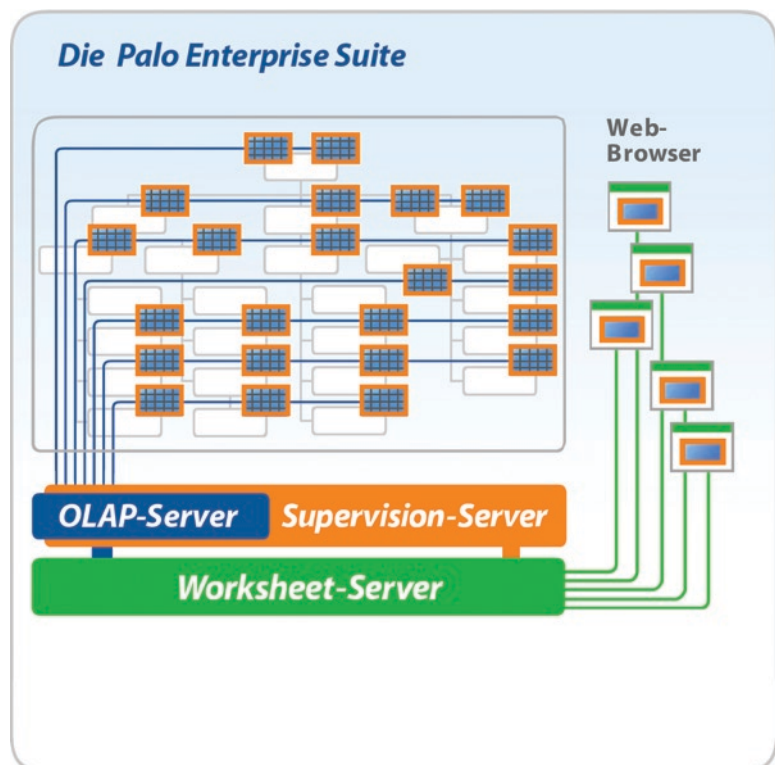 Die Palo Enterprise Suite
Web-
Browser
OLAP-Server
Supervision-Server
Worksheet-Server